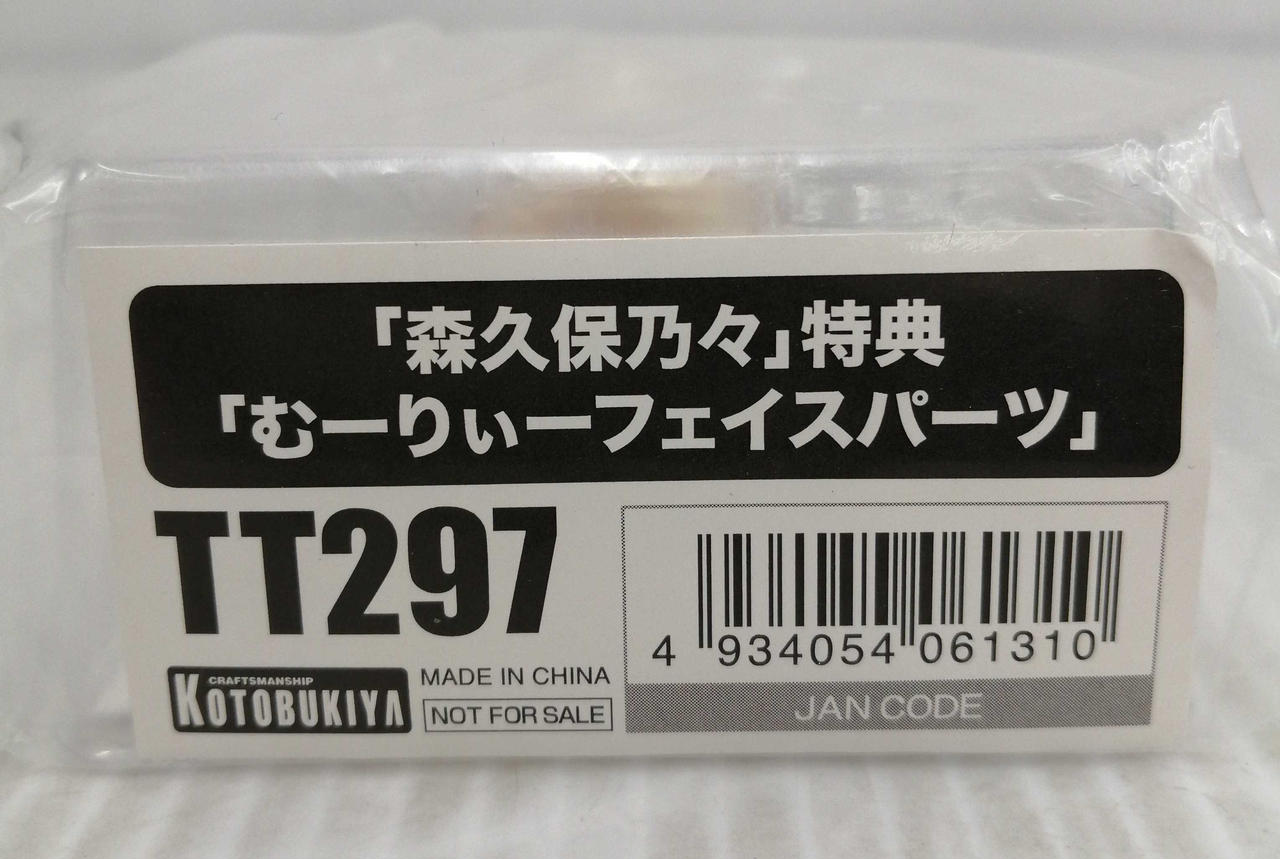 「森久保乃々」特典
「むーりぃーフェイスパーツ」
TT297
CRAFTSMANSHIP
KOTOBUKIYA
MADE IN CHINA
NOT FOR SALE
4 934054 061310
JAN CODE